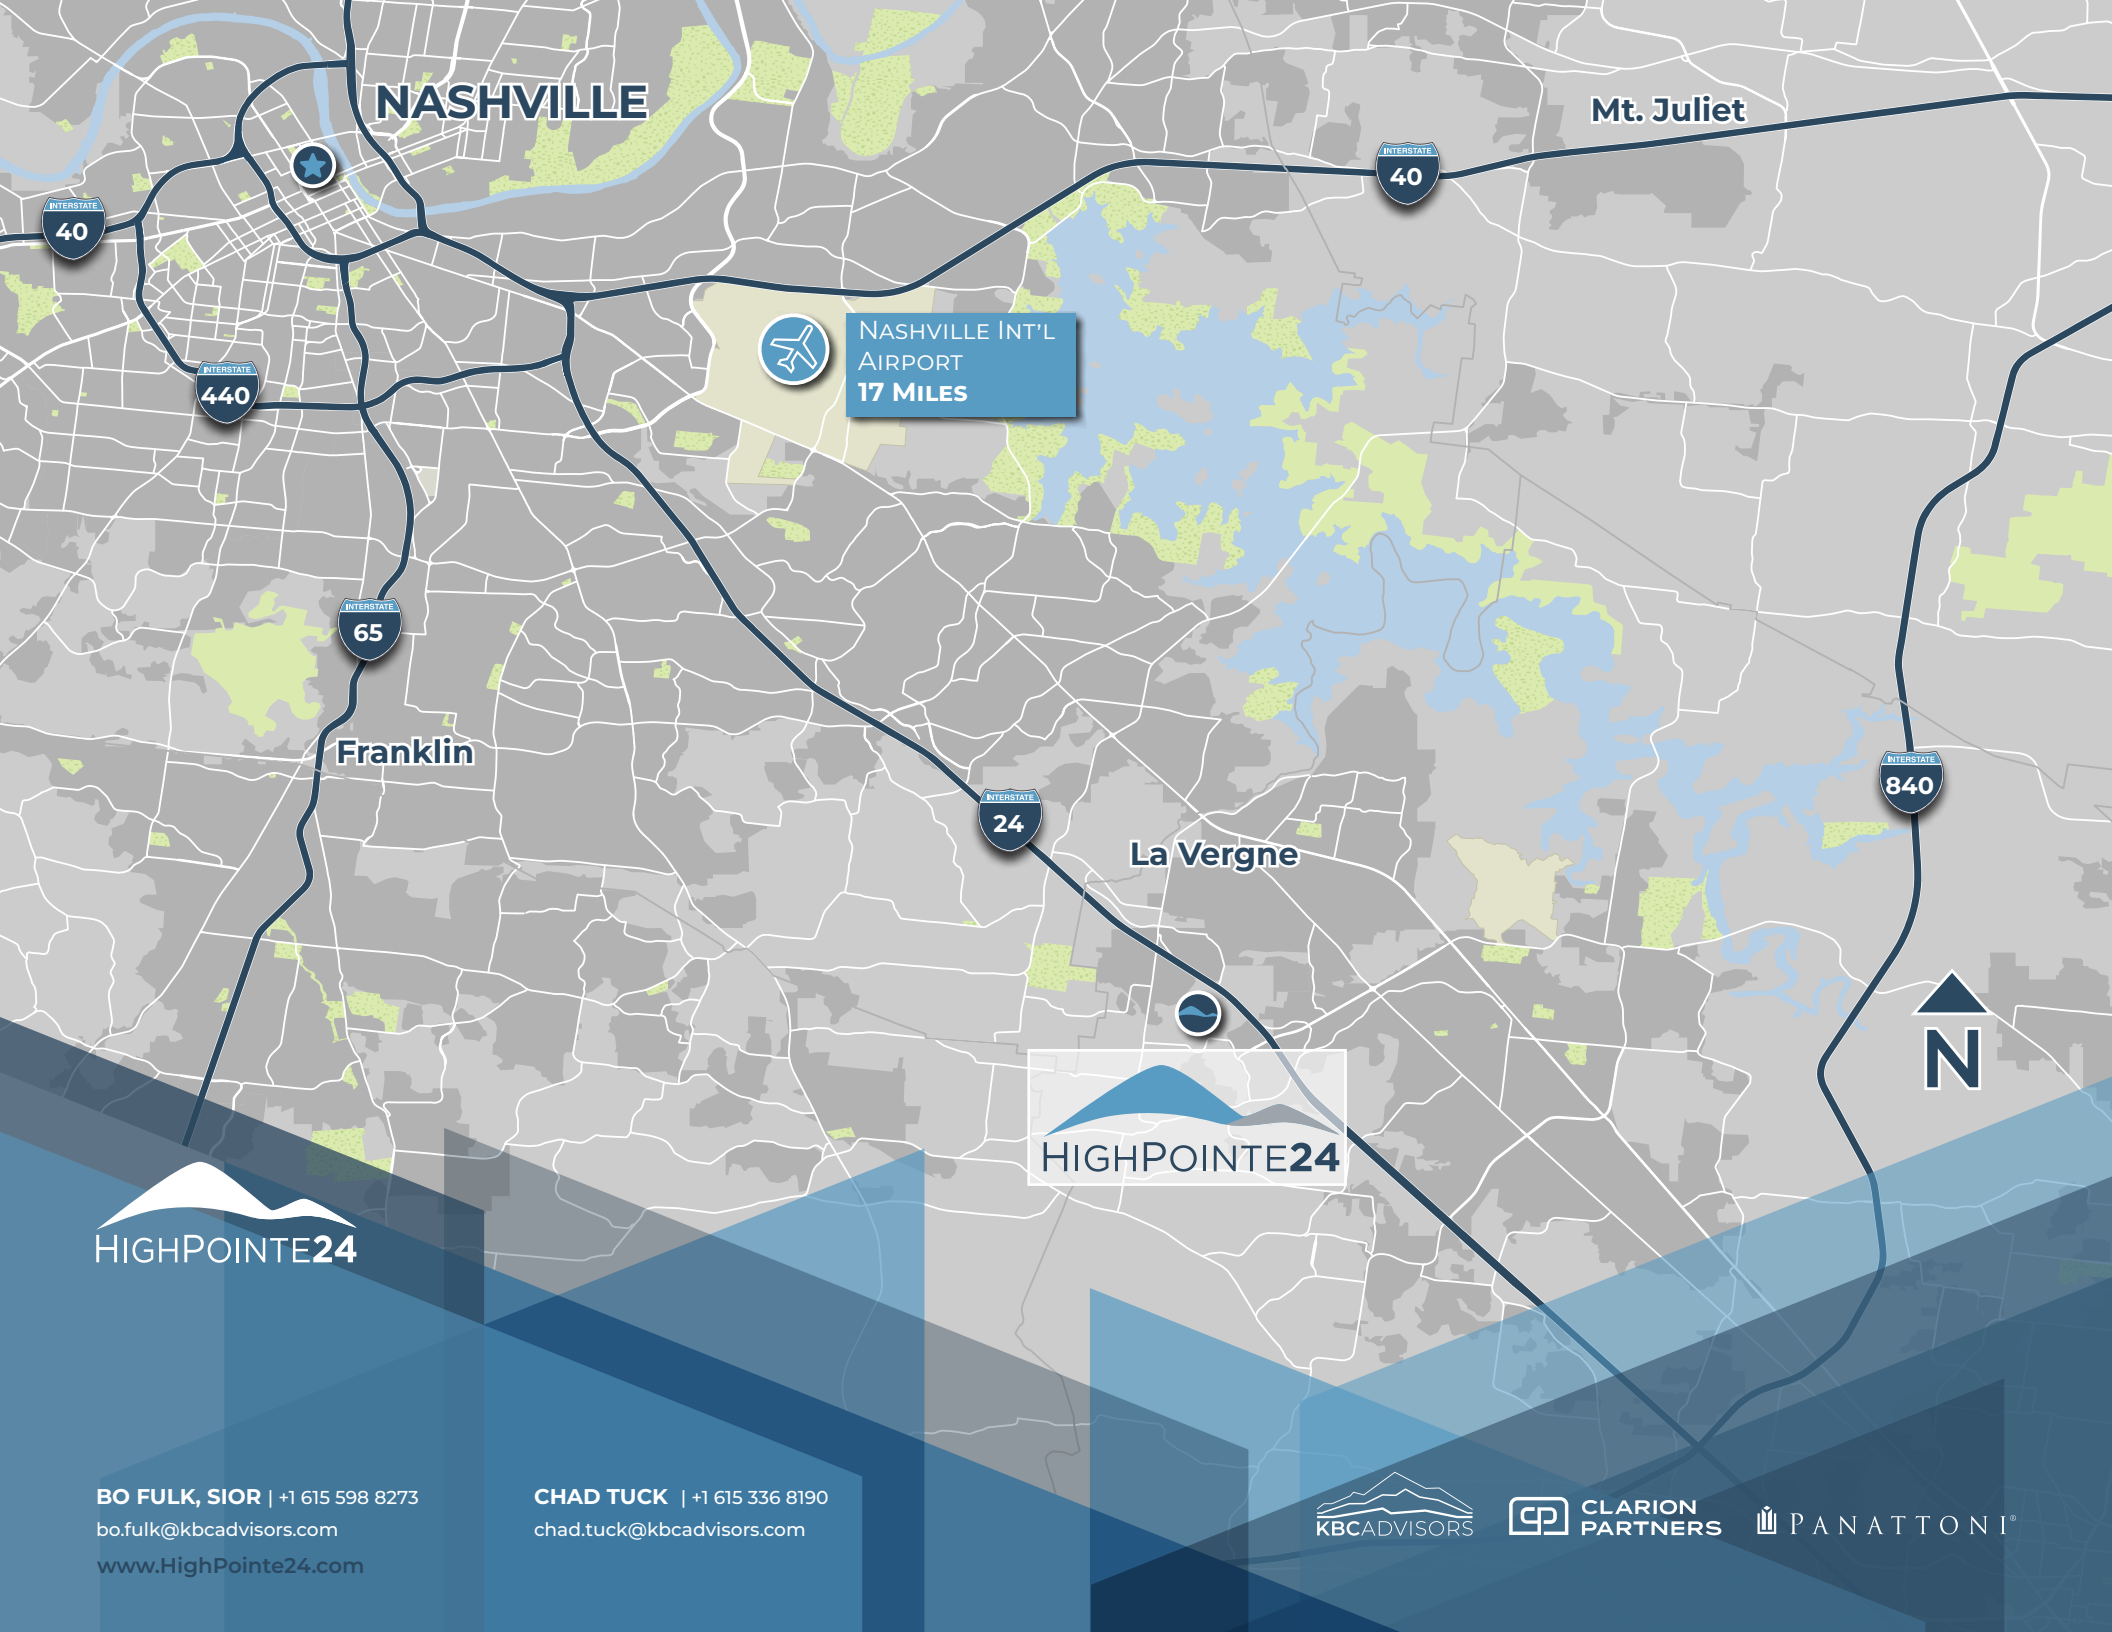 NASHVILLE
Mt. Juliet
INTERSTATE
40
INTERSTATE
40
NASHVILLE INT'L
AIRPORT
17 MILES
INTERSTATE
440
INTERSTATE
65
Franklin
INTERSTATE
840
INTERSTATE
24
La Vergne
N
HIGHPOINTE24
HIGHPOINTE24
BO FULK, SIOR | +1 615 598 8273
bo.fulk@kbcadvisors.com
www.HighPointe24.com
CHAD TUCK | +1 615 336 8190
chad.tuck@kbcadvisors.com
KBCADVISORS
CLARION
PARTNERS
PANATTONI®